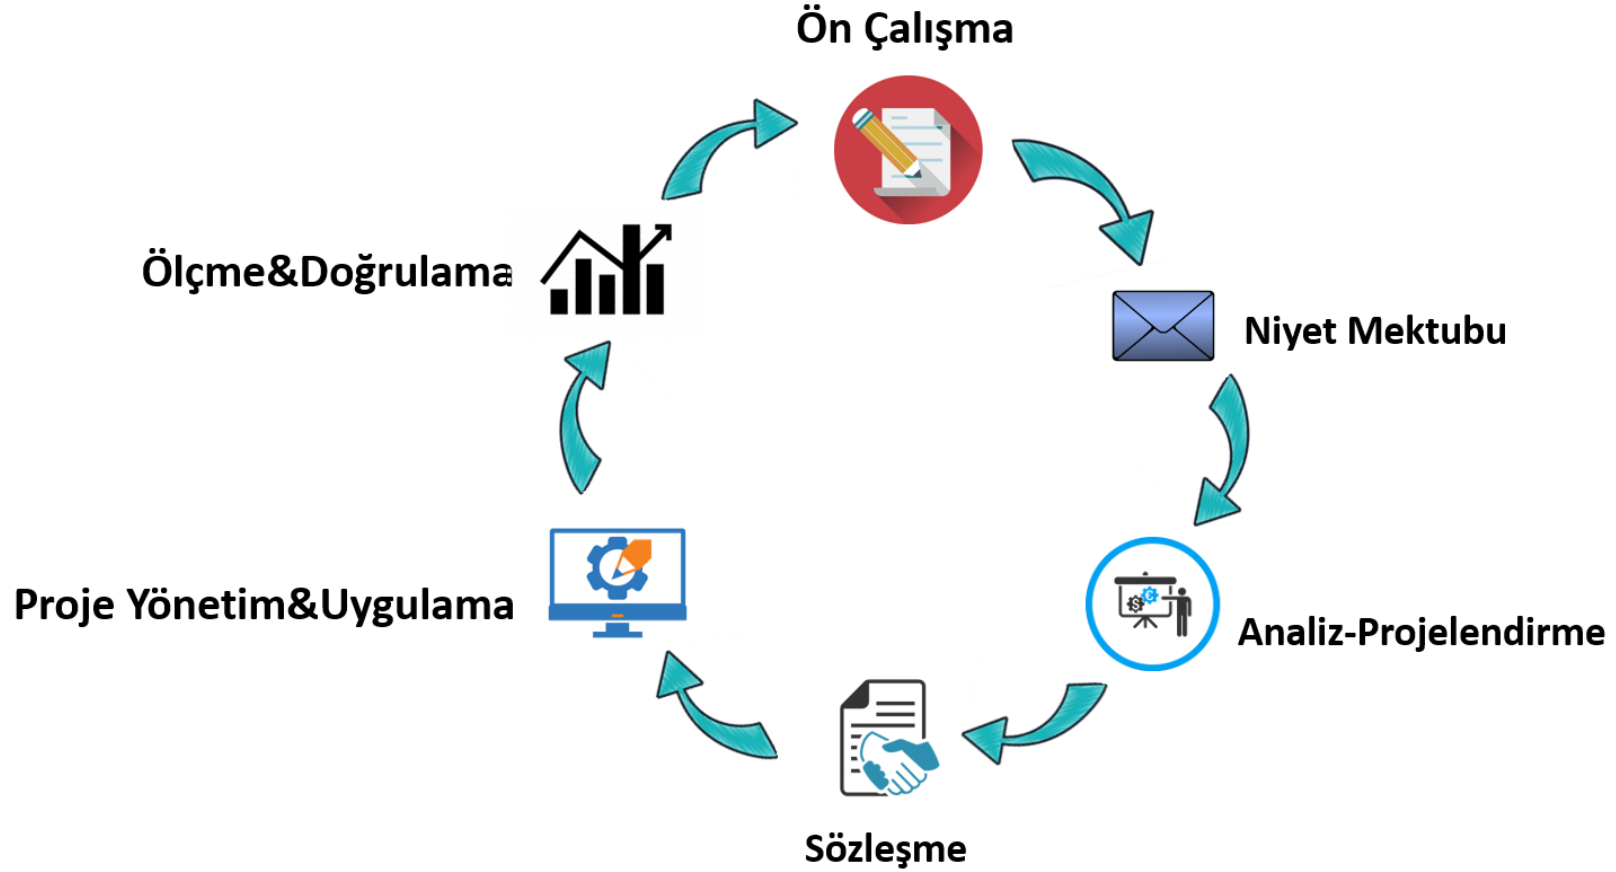 Ön Çalışma
Niyet Mektubu
Analiz-Projelendirme
Sözleşme
Proje Yönetim&Uygulama
Ölçme&Doğrulama